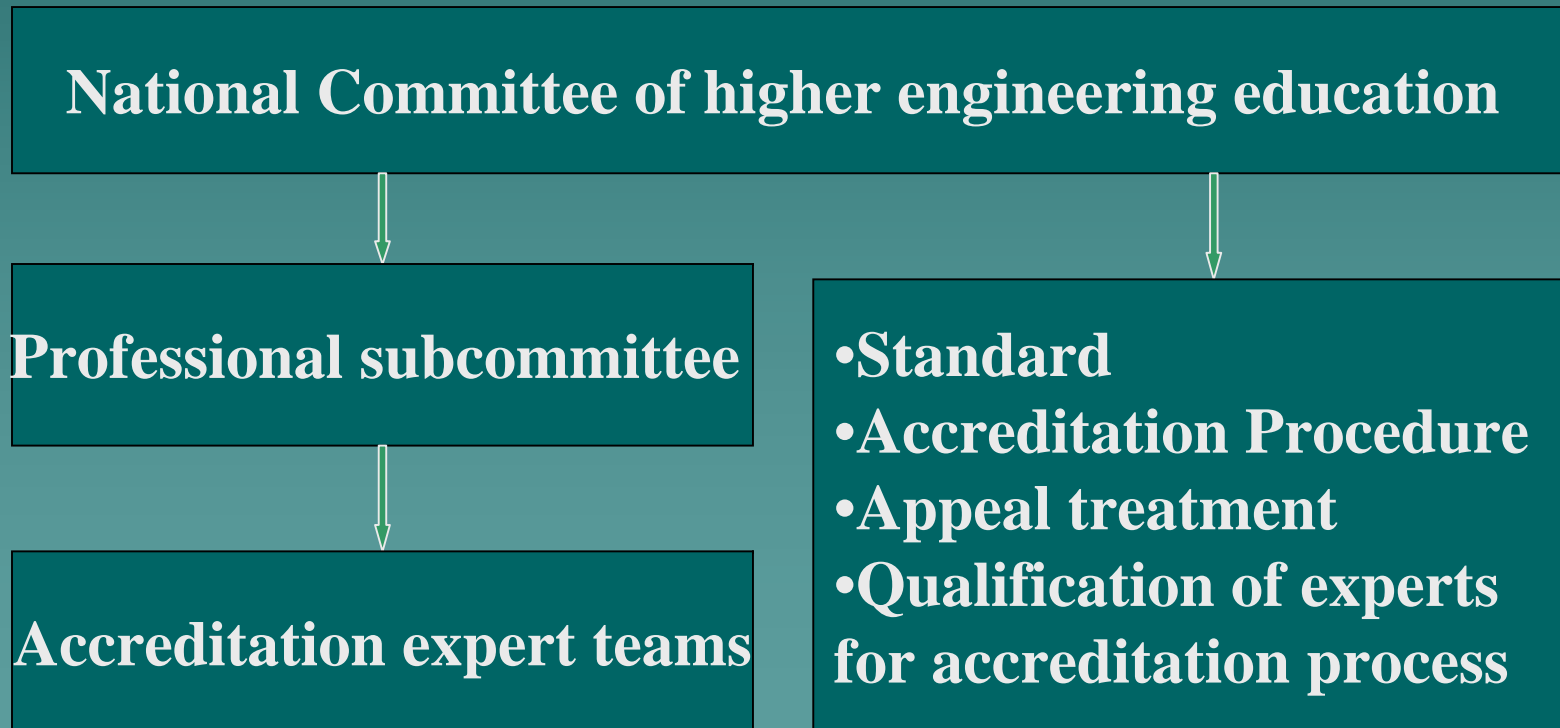 National Committee of higher engineering education
Professional subcommittee
Accreditation expert teams
•Standard
•Accreditation Procedure
•Appeal treatment
•Qualification of experts
for accreditation process